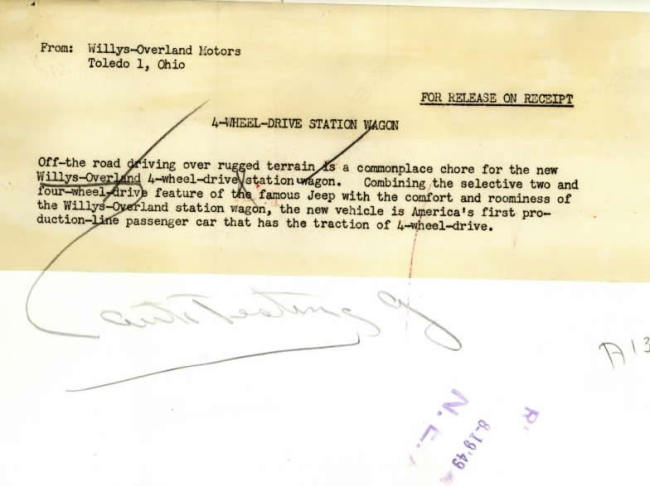 From: Willys-Overland Motors
Toledo 1, Ohio
FOR RELEASE ON RECEIPT
4-WHEEL-DRIVE STATION WAGON
Off-the road driving over rugged terrain is a commonplace chore for the new
Willys-Overland 4-wheel-drive station wagon. Combining the selective two and
four-wheel-drive feature of the famous Jeep with the comfort and roominess of
the Willys-Overland station wagon, the new vehicle is America's first pro-
duction-line passenger car that has the traction of 4-wheel-drive.
auto Testing
A13
R
8-19'49
N. E.